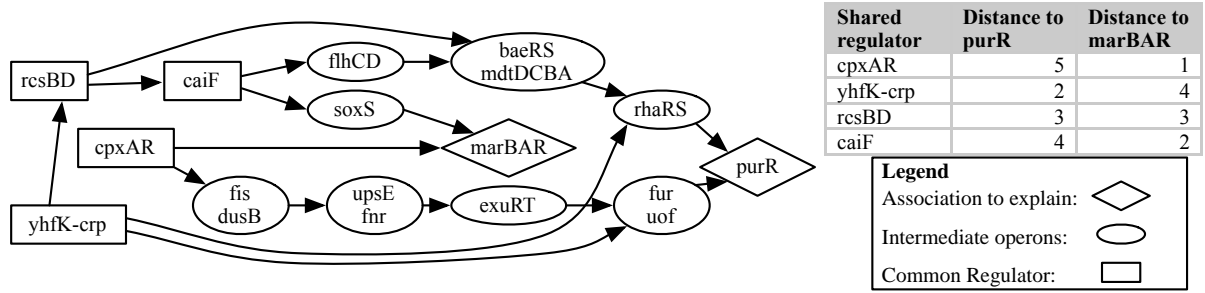 rcsBD
caiF
flhCD
soxS
baeRS
mdtDCBA
rhaRS
cpxAR
marBAR
purR
yhfK-crp
fis
dusB
upsE
fnr
exuRT
fur
uof
Shared regulator Distance to purR Distance to marBAR
cpxAR 5 1
yhfK-crp 2 4
rcsBD 3 3
caiF 4 2
Legend
Association to explain:
Intermediate operons:
Common Regulator: